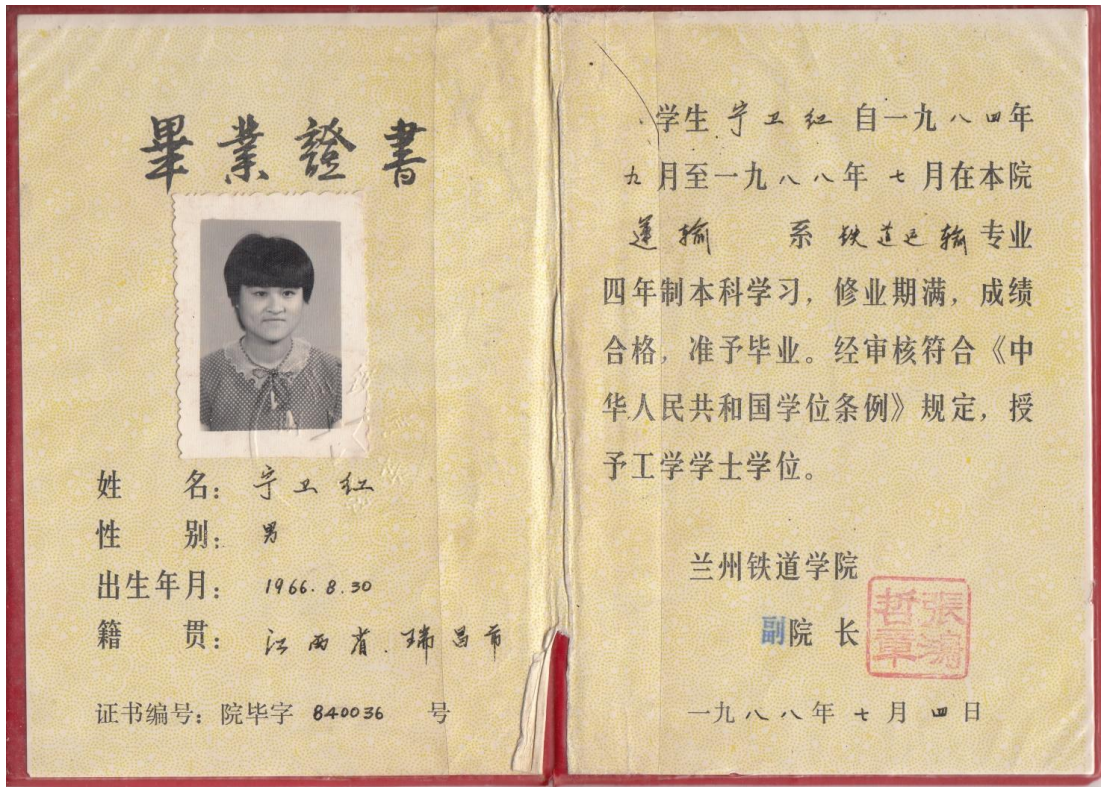 畢業證書
姓 名：宁卫红
性 别：男
出生年月：1966.8.30
籍 贯：江西省.瑞昌市
证书编号：院毕字 840036 号
学生宁卫红自一九八四年
九月至一九八八年七月在本院
运输 系铁道运输专业
四年制本科学习，修业期满，成绩
合格，准予毕业。经审核符合《中
华人民共和国学位条例》规定，授
予工学学士学位。
兰州铁道学院
副院 长
一九八八年七月四日